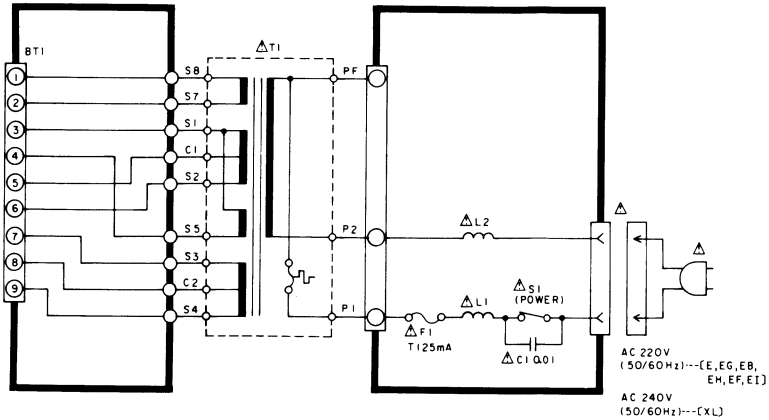 BT1
1
2
3
4
5
6
7
8
9
S8
S7
S1
C1
S2
S5
S3
C2
S4
T1
PF
P2
P1
L2
L1
S1
(POWER)
F1
T125mA
C1 0.01
AC 220V
(50/60Hz)---[E,EG,EB,
EH,EF,EI]
AC 240V
(50/60Hz)---[XL]